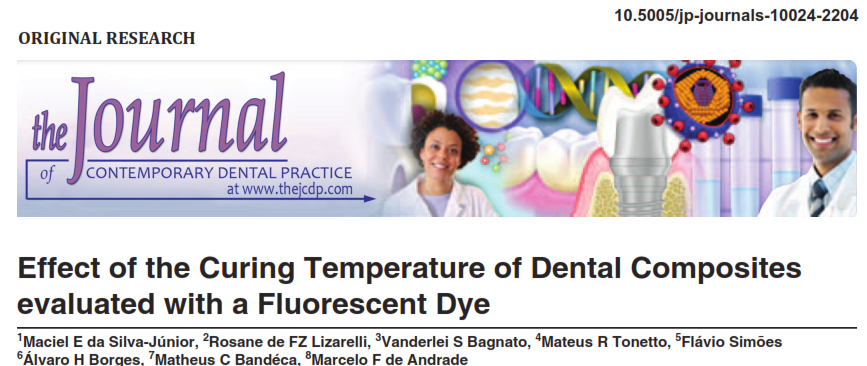 10.5005/jp-journals-10024-2204
ORIGINAL RESEARCH
the Journal
of CONTEMPORARY DENTAL PRACTICE
at www.thejcdp.com
Effect of the Curing Temperature of Dental Composites
evaluated with a Fluorescent Dye
¹Maciel E da Silva-Júnior, ²Rosane de FZ Lizarelli, ³Vanderlei S Bagnato, ⁴Mateus R Tonetto, ⁵Flávio Simões
⁶Álvaro H Borges, ⁷Matheus C Bandéca, ⁸Marcelo F de Andrade